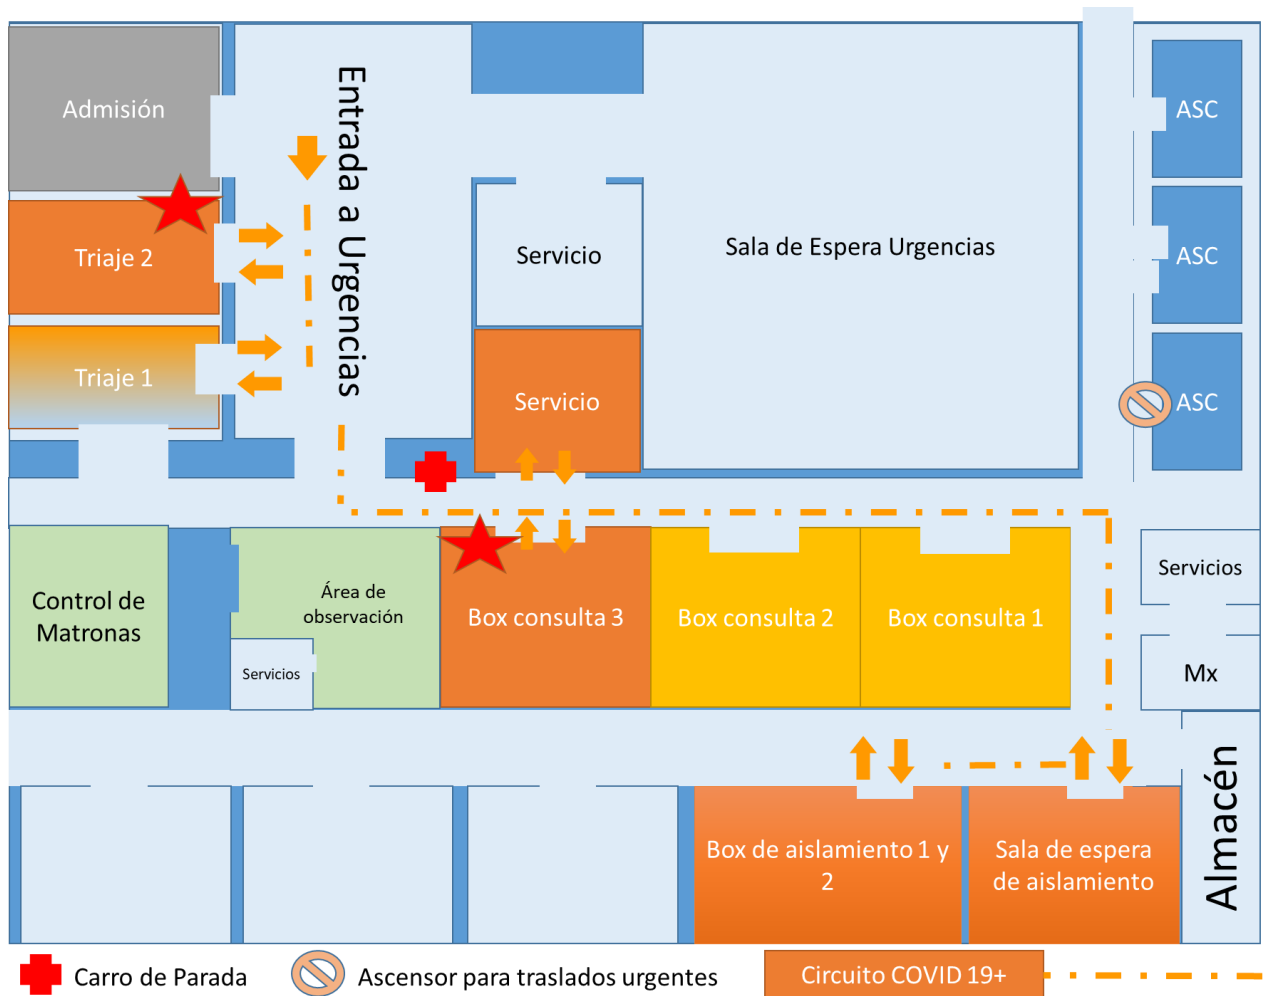 Admisión
Entrada a Urgencias
ASC
Triaje 2
Servicio
Sala de Espera Urgencias
ASC
Triaje 1
Servicio
ASC
Control de
Matronas
Área de
observación
Servicios
Box consulta 3
Box consulta 2
Box consulta 1
Servicios
Mx
Almacén
Box de aislamiento 1 y
2
Sala de espera
de aislamiento
Carro de Parada
Ascensor para traslados urgentes
Circuito COVID 19+